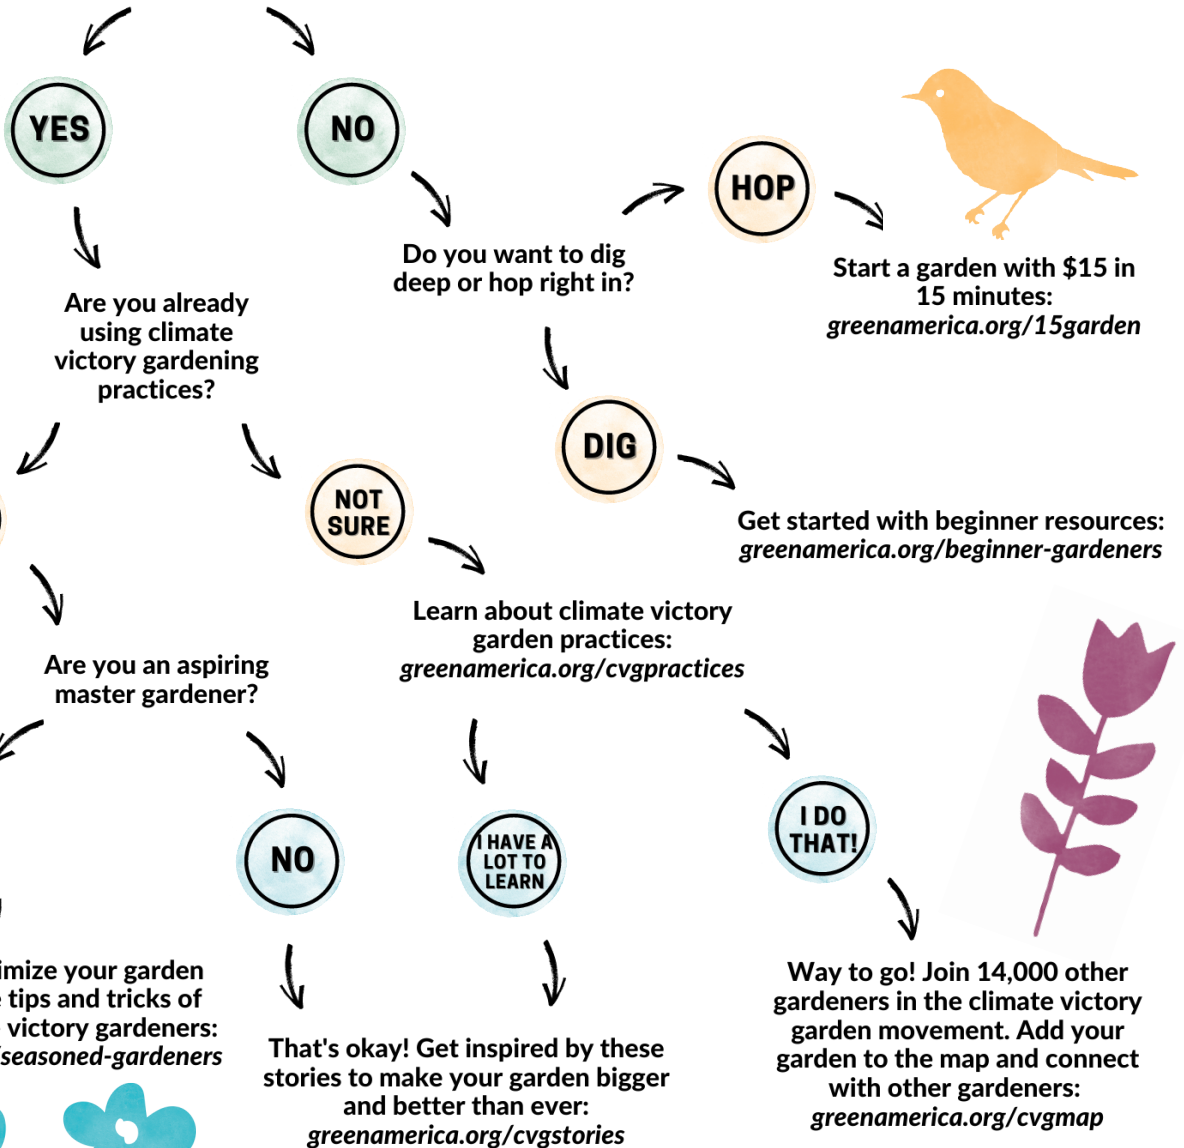 YES
NO
HOP
Do you want to dig
deep or hop right in?
Start a garden with $15 in
15 minutes:
greenamerica.org/15garden
Are you already
using climate
victory gardening
practices?
DIG
NOT
SURE
Get started with beginner resources:
greenamerica.org/beginner-gardeners
Learn about climate victory
garden practices:
greenamerica.org/cvgpractices
Are you an aspiring
master gardener?
NO
I HAVE A
LOT TO
LEARN
I DO
THAT!
your garden
tips and tricks of
victory gardeners:
/seasoned-gardeners
That's okay! Get inspired by these
stories to make your garden bigger
and better than ever:
greenamerica.org/cvgstories
Way to go! Join 14,000 other
gardeners in the climate victory
garden movement. Add your
garden to the map and connect
with other gardeners:
greenamerica.org/cvgmap